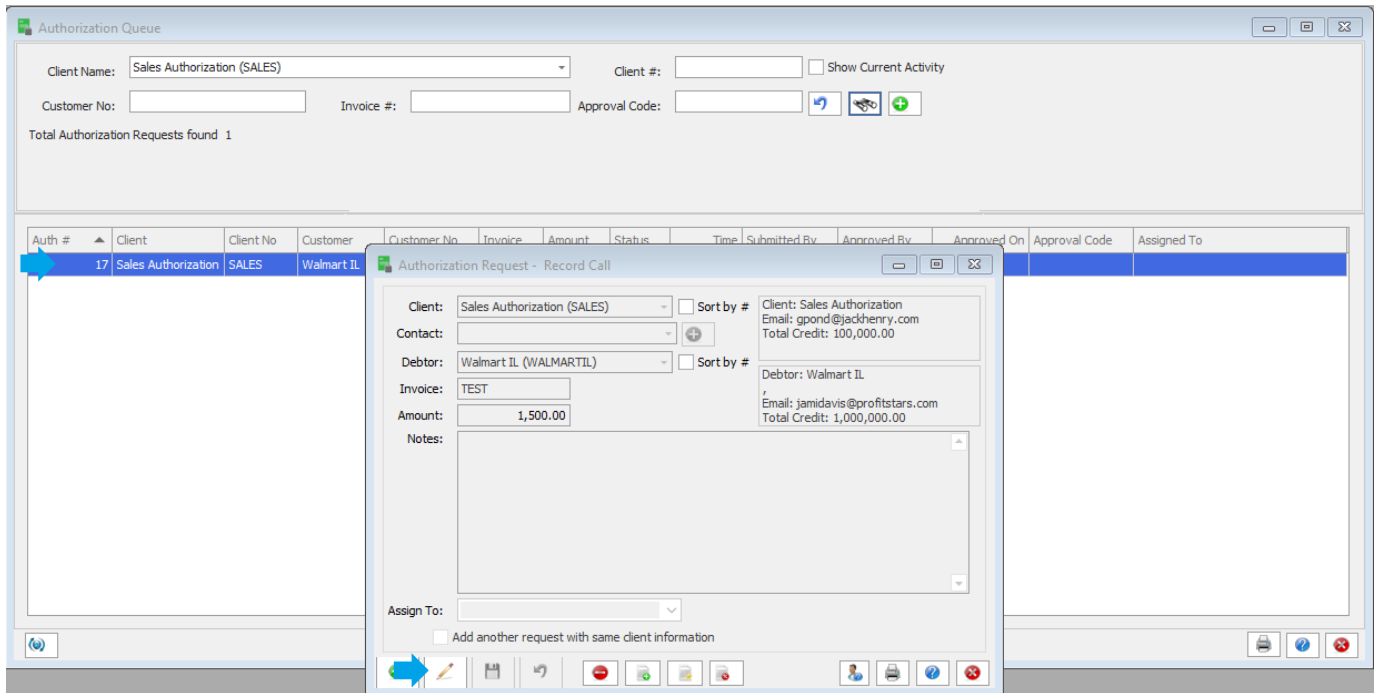 Authorization Queue
Client Name: Sales Authorization (SALES) Client #: Show Current Activity
Customer No: Invoice #: Approval Code:
Total Authorization Requests found 1
Auth # Client Client No Customer Customer No Invoice Amount Status Time Submitted By Approved By Approved On Approval Code Assigned To
17 Sales Authorization SALES Walmart IL
Authorization Request - Record Call
Client: Sales Authorization (SALES) Sort by #
Client: Sales Authorization
Email: gpond@jackhenry.com
Total Credit: 100,000.00
Contact:
Debtor: Walmart IL (WALMARTIL) Sort by #
Debtor: Walmart IL
,
Email: jamidavis@profitstars.com
Total Credit: 1,000,000.00
Invoice: TEST
Amount: 1,500.00
Notes:
Assign To:
Add another request with same client information